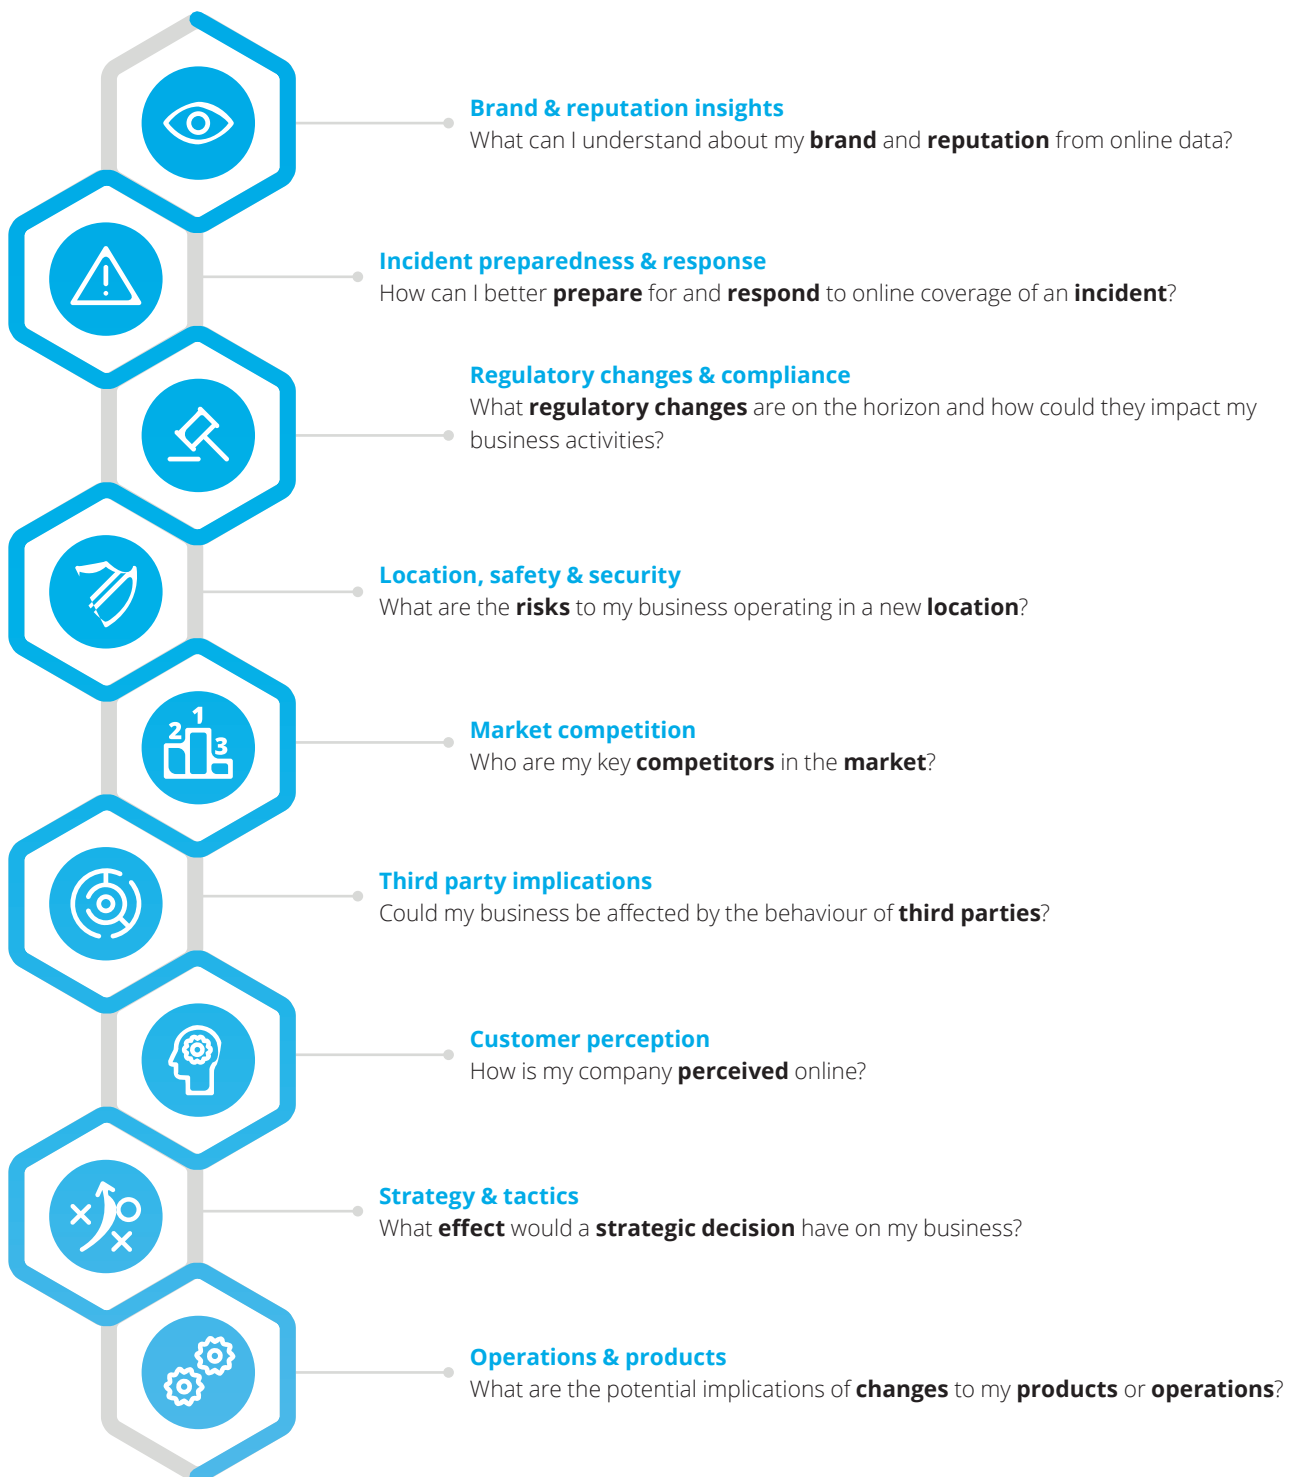 Brand & reputation insights
What can I understand about my brand and reputation from online data?
Incident preparedness & response
How can I better prepare for and respond to online coverage of an incident?
Regulatory changes & compliance
What regulatory changes are on the horizon and how could they impact my
business activities?
Location, safety & security
What are the risks to my business operating in a new location?
1
2
3
Market competition
Who are my key competitors in the market?
Third party implications
Could my business be affected by the behaviour of third parties?
Customer perception
How is my company perceived online?
Strategy & tactics
What effect would a strategic decision have on my business?
Operations & products
What are the potential implications of changes to my products or operations?